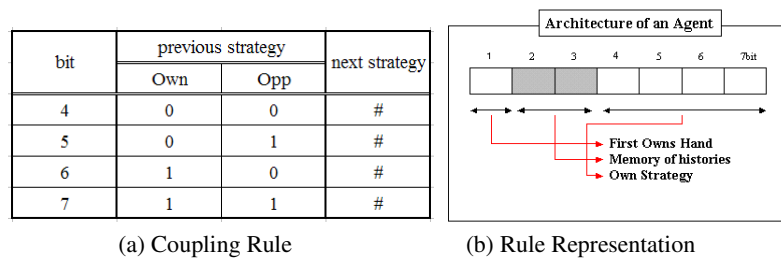 bit previous strategy next strategy
Own Opp
4 0 0 #
5 0 1 #
6 1 0 #
7 1 1 #
(a) Coupling Rule
Architecture of an Agent
1 2 3 4 5 6 7bit
First Owns Hand
Memory of histories
Own Strategy
(b) Rule Representation